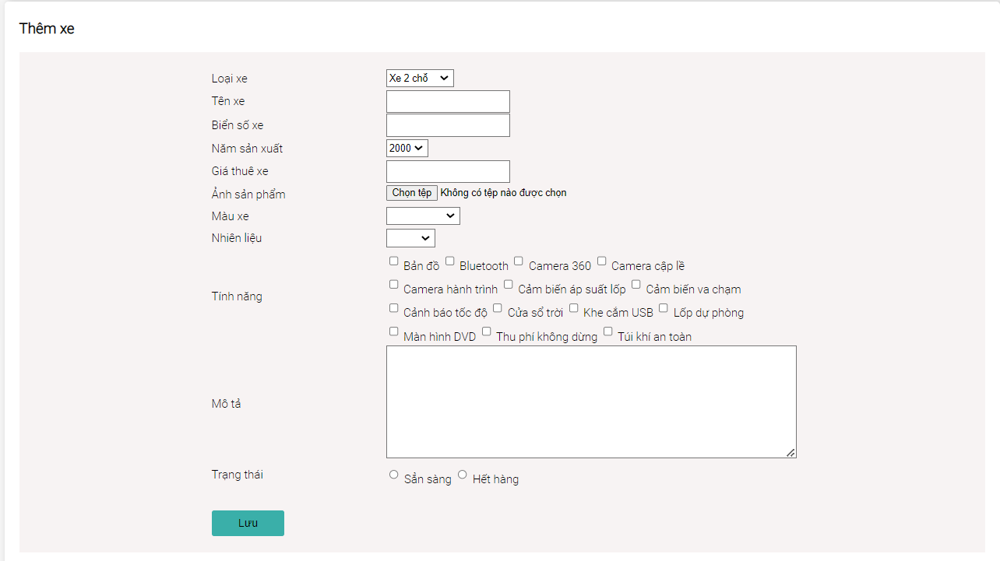 Thêm xe
Loại xe Xe 2 chỗ
Tên xe
Biển số xe
Năm sản xuất 2000
Giá thuê xe
Ảnh sản phẩm Chọn tệp Không có tệp nào được chọn
Màu xe
Nhiên liệu
Bản đồ Bluetooth Camera 360 Camera cập lề
Camera hành trình Cảm biến áp suất lốp Cảm biến va chạm
Tính năng
Cảnh báo tốc độ Cửa sổ trời Khe cắm USB Lốp dự phòng
Màn hình DVD Thu phí không dừng Túi khí an toàn
Mô tả
Trạng thái Sẳn sàng Hết hàng
Lưu